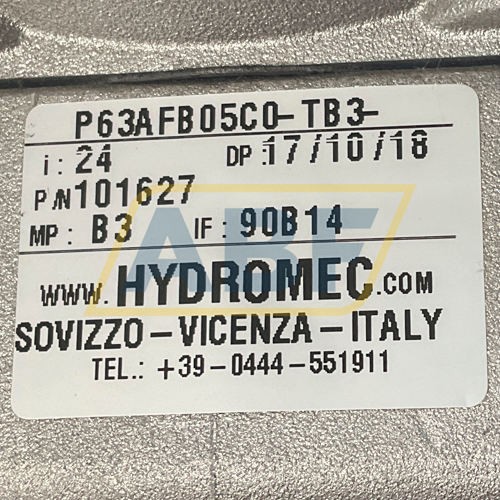 P63AFB05C0-TB3-
i: 24 DP:17/10/18
P/N101627
MP: B3 IF: 90B14
www.HYDROMEC.com
SOVIZZO-VICENZA-ITALY
TEL.: +39-0444-551911
ABF